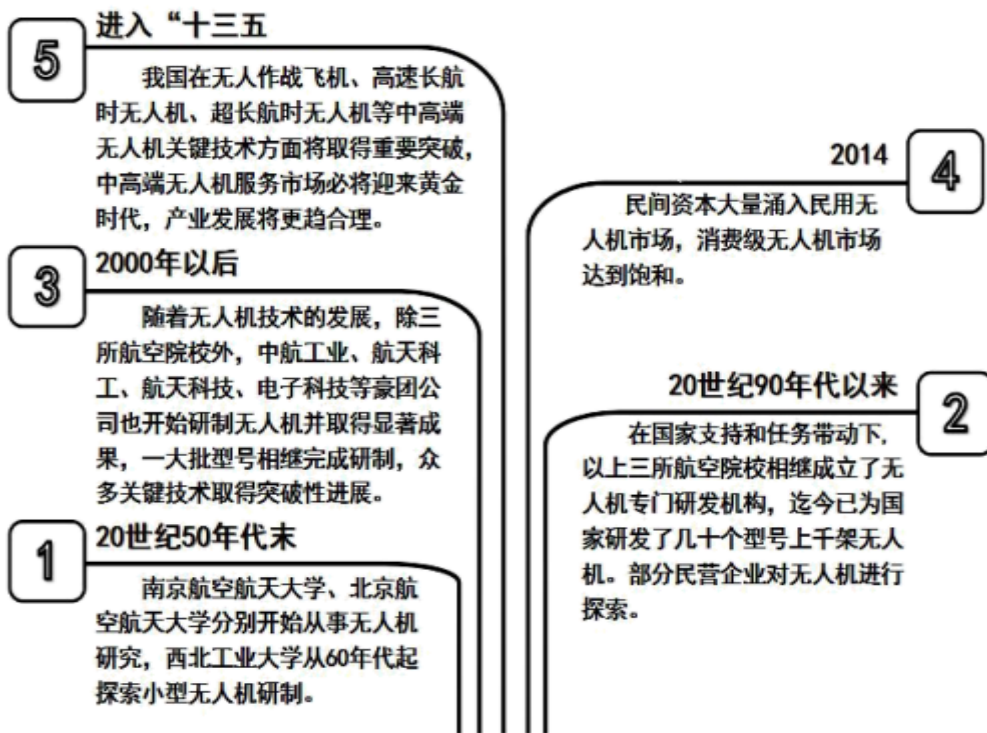 5
进入“十三五
我国在无人作战飞机、高速长航
时无人机、超长航时无人机等中高端
无人机关键技术方面将取得重要突破，
中高端无人机服务市场必将迎来黄金
时代，产业发展将更趋合理。
2014
4
民间资本大量涌入民用无
人机市场，消费级无人机市场
达到饱和。
3
2000年以后
随着无人机技术的发展，除三
所航空院校外，中航工业、航天科
工、航天科技、电子科技等豪团公
司也开始研制无人机并取得显著成
果，一大批型号相继完成研制，众
多关键技术取得突破性进展。
20世纪90年代以来
2
在国家支持和任务带动下，
以上三所航空院校相继成立了无
人机专门研发机构，迄今已为国
家研发了几十个型号上千架无人
机。部分民营企业对无人机进行
探索。
1
20世纪50年代末
南京航空航天大学、北京航
空航天大学分别开始从事无人机
研究，西北工业大学从60年代起
探索小型无人机研制。